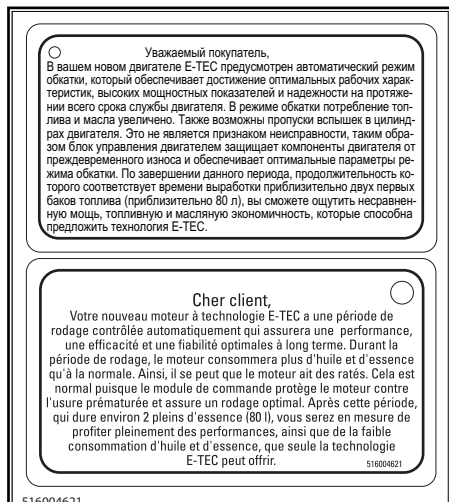 Уважаемый покупатель,
В вашем новом двигателе E-TEC предусмотрен автоматический режим
обкатки, который обеспечивает достижение оптимальных рабочих харак-
теристик, высоких мощностных показателей и надежности на протяже-
нии всего срока службы двигателя. В режиме обкатки потребление топ-
лива и масла увеличено. Также возможны пропуски вспышек в цилинд-
рах двигателя. Это не является признаком неисправности, таким обра-
зом блок управления двигателем защищает компоненты двигателя от
преждевременного износа и обеспечивает оптимальные параметры ре-
жима обкатки. По завершении данного периода, продолжительность ко-
торого соответствует времени выработки приблизительно двух первых
баков топлива (приблизительно 80 л), вы сможете ощутить несравнен-
ную мощь, топливную и масляную экономичность, которые способна
предложить технология E-TEC.
Cher client,
Votre nouveau moteur à technologie E-TEC a une période de
rodage contrôlée automatiquement qui assurera une performance,
une efficacité et une fiabilité optimales à long terme. Durant la
période de rodage, le moteur consommera plus d'huile et d'essence
qu'à la normale. Ainsi, il se peut que le moteur ait des ratés. Cela est
normal puisque le module de commande protège le moteur contre
l'usure prématurée et assure un rodage optimal. Après cette période,
qui dure environ 2 pleins d'essence (80 l), vous serez en mesure de
profiter pleinement des performances, ainsi que de la faible
consommation d'huile et d'essence, que seule la technologie
E-TEC peut offrir.
516004621
516004621